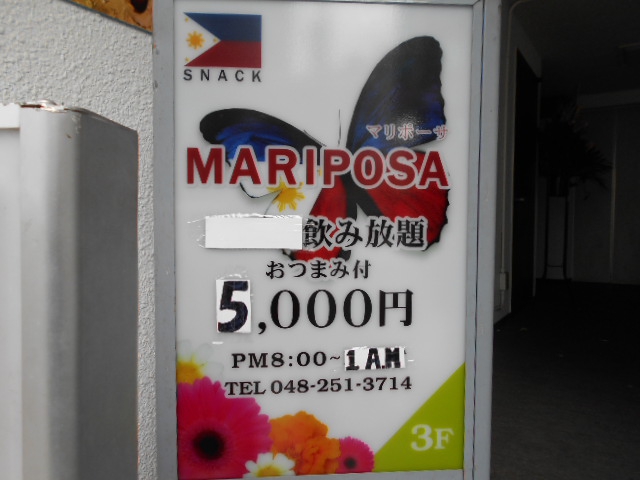 SNACK
マリポーサ
MARIPOSA
飲み放題
おつまみ付
5,000円
PM8:00~1A.M
TEL 048-251-3714
3F